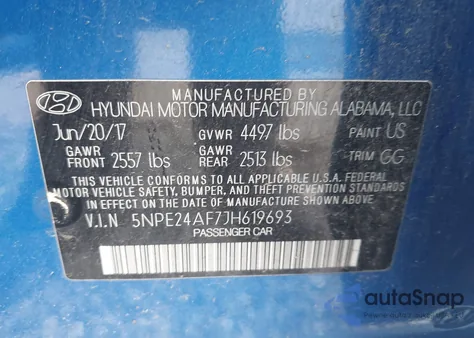 MANUFACTURED BY
HYUNDAI MOTOR MANUFACTURING ALABAMA, LLC
Jun/20/17 GVWR 4497 lbs PAINT US
GAWR FRONT 2557 lbs GAWR REAR 2513 lbs TRIM GG
THIS VEHICLE CONFORMS TO ALL APPLICABLE U.S.A FEDERAL
MOTOR VEHICLE SAFETY, BUMPER, AND THEFT PREVENTION STANDARDS
IN EFFECT ON THE DATE OF MANUFACTURE SHOWN ABOVE.
V.I.N 5NPE24AF7JH619693
PASSENGER CAR
autoSnap